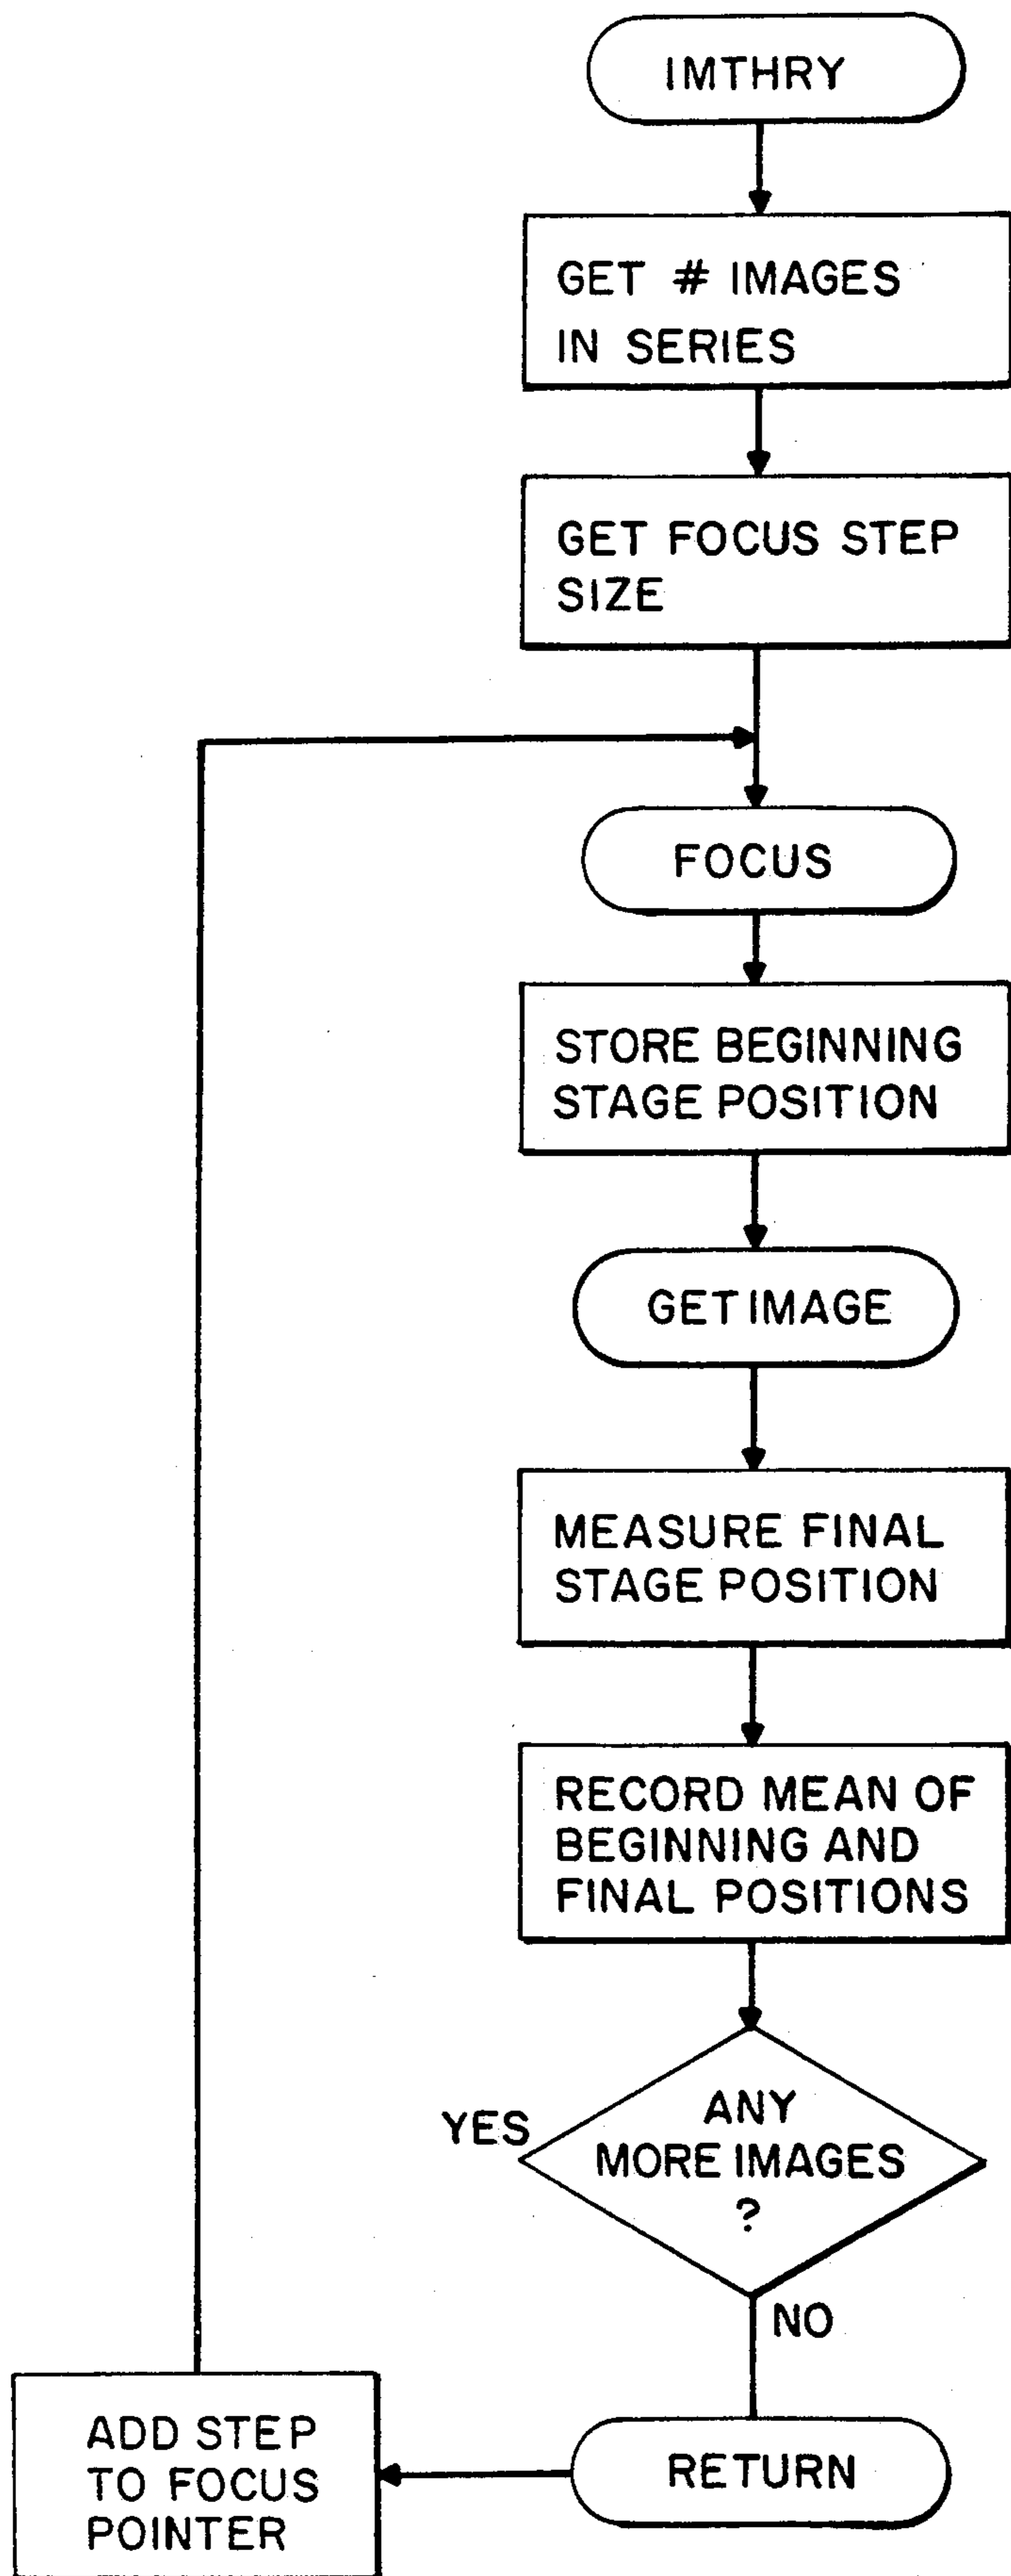 IMTHRY
GET # IMAGES
IN SERIES
GET FOCUS STEP
SIZE
FOCUS
STORE BEGINNING
STAGE POSITION
GET IMAGE
MEASURE FINAL
STAGE POSITION
RECORD MEAN OF
BEGINNING AND
FINAL POSITIONS
YES
ANY
MORE IMAGES
?
NO
RETURN
ADD STEP
TO FOCUS
POINTER